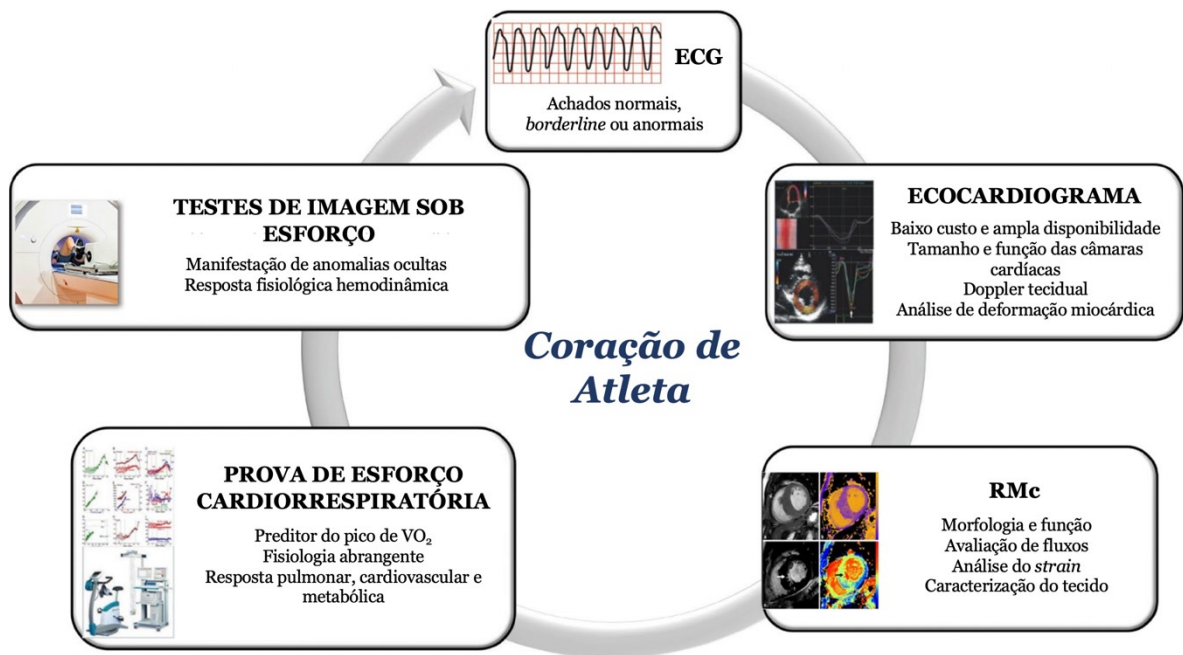 ECG
Achados normais,
borderline ou anormais
ECOCARDIOGRAMA
Baixo custo e ampla disponibilidade
Tamanho e função das câmaras
cardíacas
Doppler tecidual
Análise de deformação miocárdica
RMc
Morfologia e função
Avaliação de fluxos
Análise do strain
Caracterização do tecido
PROVA DE ESFORÇO
CARDIORRESPIRATÓRIA
Preditor do pico de VO₂
Fisiologia abrangente
Resposta pulmonar, cardiovascular e
metabólica
TESTES DE IMAGEM SOB
ESFORÇO
Manifestação de anomalias ocultas
Resposta fisiológica hemodinâmica
Coração de
Atleta